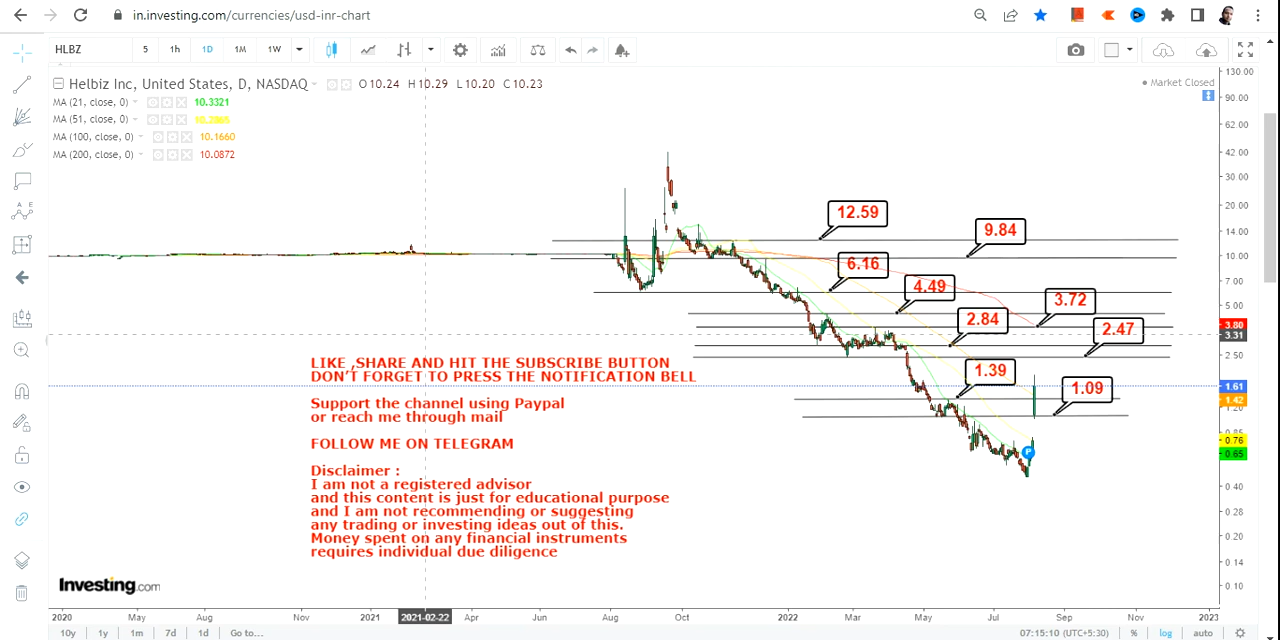 in.investing.com/currencies/usd-inr-chart
HLBZ 5 1h 1D 1M 1W
Helbiz Inc, United States, D, NASDAQ O10.24 H10.29 L10.20 C10.23
Market Closed
MA (21, close, 0) 10.3321
MA (51, close, 0)
MA (100, close, 0) 10.1660
MA (200, close, 0) 10.0872
130.00
90.00
62.00
42.00
30.00
20.00
14.00
10.00
7.00
5.00
3.80
3.31
2.50
1.61
1.42
1.20
0.85
0.76
0.65
0.40
0.28
0.20
0.14
0.10
12.59
9.84
6.16
4.49
3.72
2.84
2.47
1.39
1.09
P
LIKE ,SHARE AND HIT THE SUBSCRIBE BUTTON
DON'T FORGET TO PRESS THE NOTIFICATION BELL
Support the channel using Paypal
or reach me through mail
FOLLOW ME ON TELEGRAM
Disclaimer :
I am not a registered advisor
and this content is just for educational purpose
and I am not recommending or suggesting
any trading or investing ideas out of this.
Money spent on any financial instruments
requires individual due diligence
Investing.com
2020 May Aug Nov 2021 2021-02-22 Apr Jun Aug Oct 2022 Mar May Jul Sep Nov 2023
10y 1y 1m 7d 1d Go to... 07:15:10 (UTC+5:30) % log auto